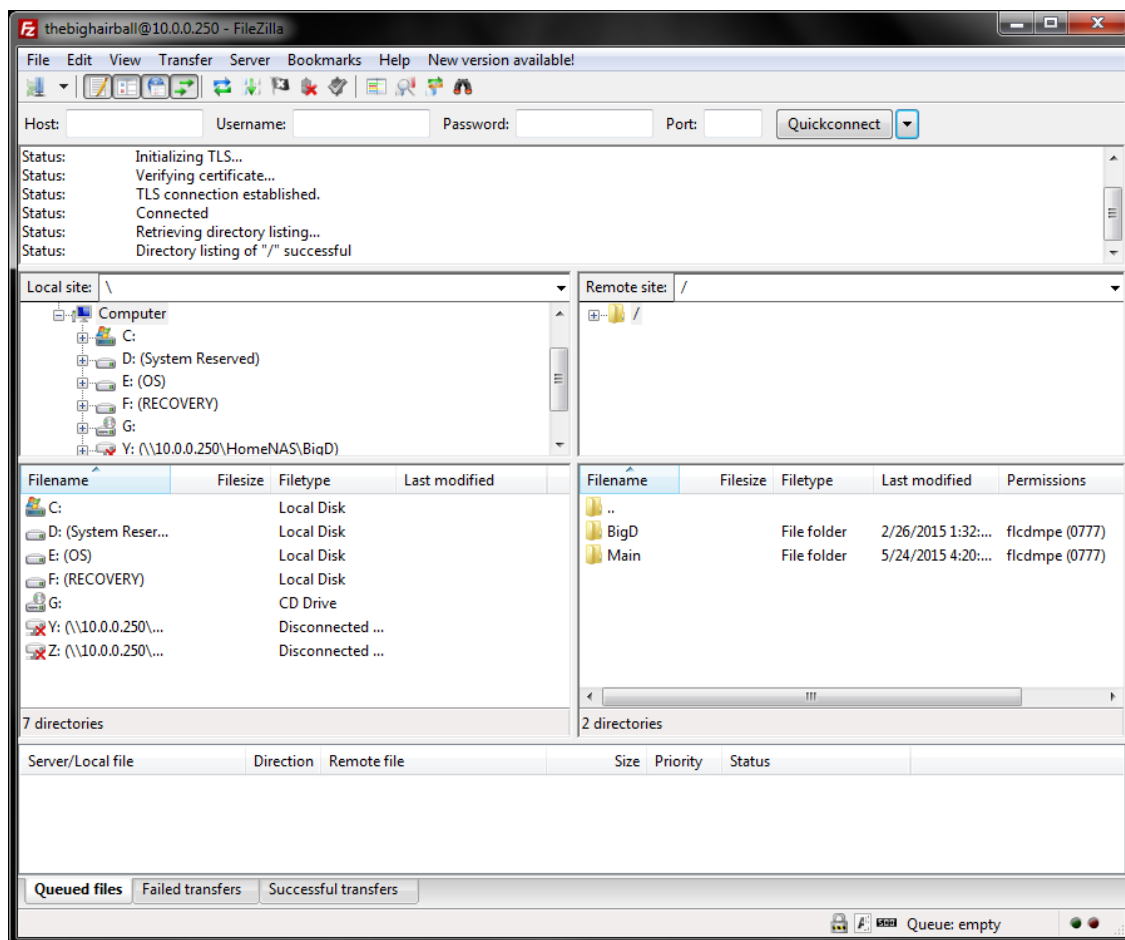 thebighairball@10.0.0.250 - FileZilla
File Edit View Transfer Server Bookmarks Help New version available!
Host: Username: Password: Port: Quickconnect
Status: Initializing TLS...
Status: Verifying certificate...
Status: TLS connection established.
Status: Connected
Status: Retrieving directory listing...
Status: Directory listing of "/" successful
Local site: \
Computer
C:
D: (System Reserved)
E: (OS)
F: (RECOVERY)
G:
Y: (\\10.0.0.250\HomeNAS\BigD)
Remote site: /
/
Filename Filesize Filetype Last modified
C: Local Disk
D: (System Reser... Local Disk
E: (OS) Local Disk
F: (RECOVERY) Local Disk
G: CD Drive
Y: (\\10.0.0.250\... Disconnected ...
Z: (\\10.0.0.250\... Disconnected ...
7 directories
Filename Filesize Filetype Last modified Permissions
..
BigD File folder 2/26/2015 1:32:... flcdmpe (0777)
Main File folder 5/24/2015 4:20:... flcdmpe (0777)
2 directories
Server/Local file Direction Remote file Size Priority Status
Queued files Failed transfers Successful transfers
Queue: empty